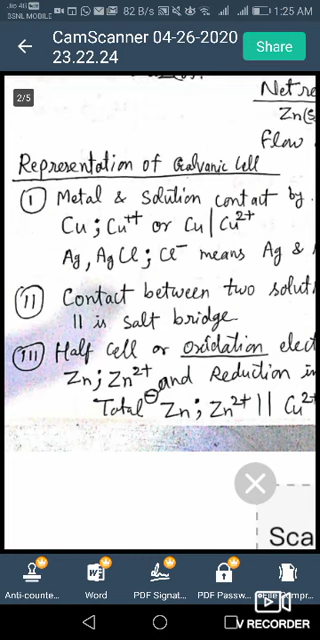 Jio 4G
BSNL MOBILE
82 B/s
1:25 AM
CamScanner 04-26-2020
23.22.24
Share
2/5
Net re
Zn(s
flow
Representation of Galvanic Cell
(I) Metal & solution contact by
Cu ; Cu++ or Cu | Cu2+
Ag, AgCl ; Cl- means Ag &
(II) Contact between two solut
|| is salt bridge
(III) Half cell or oxidation elect
Zn ; Zn2+ and Reduction in
Total Zn ; Zn2+ || Cu2+
Sca
Anti-counte...
Word
PDF Signat...
PDF Passw...
V RECORDER